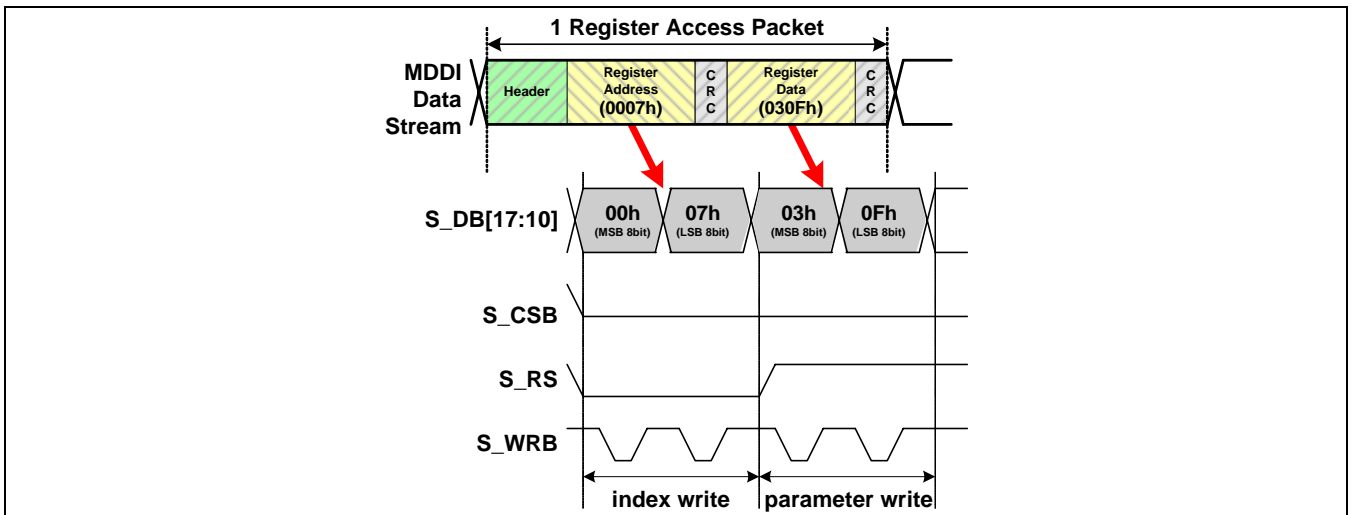 1 Register Access Packet
MDDI
Data
Stream
Header
Register
Address
(0007h)
C
R
C
Register
Data
(030Fh)
C
R
C
S_DB[17:10]
00h
(MSB 8bit)
07h
(LSB 8bit)
03h
(MSB 8bit)
0Fh
(LSB 8bit)
S_CSB
S_RS
S_WRB
index write
parameter write